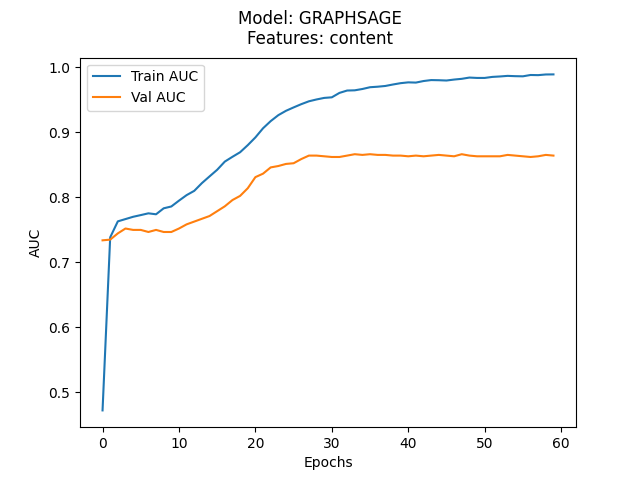 Model: GRAPHSAGE
Features: content
Train AUC
Val AUC
1.0
0.9
0.8
0.7
0.6
0.5
AUC
0 10 20 30 40 50 60
Epochs